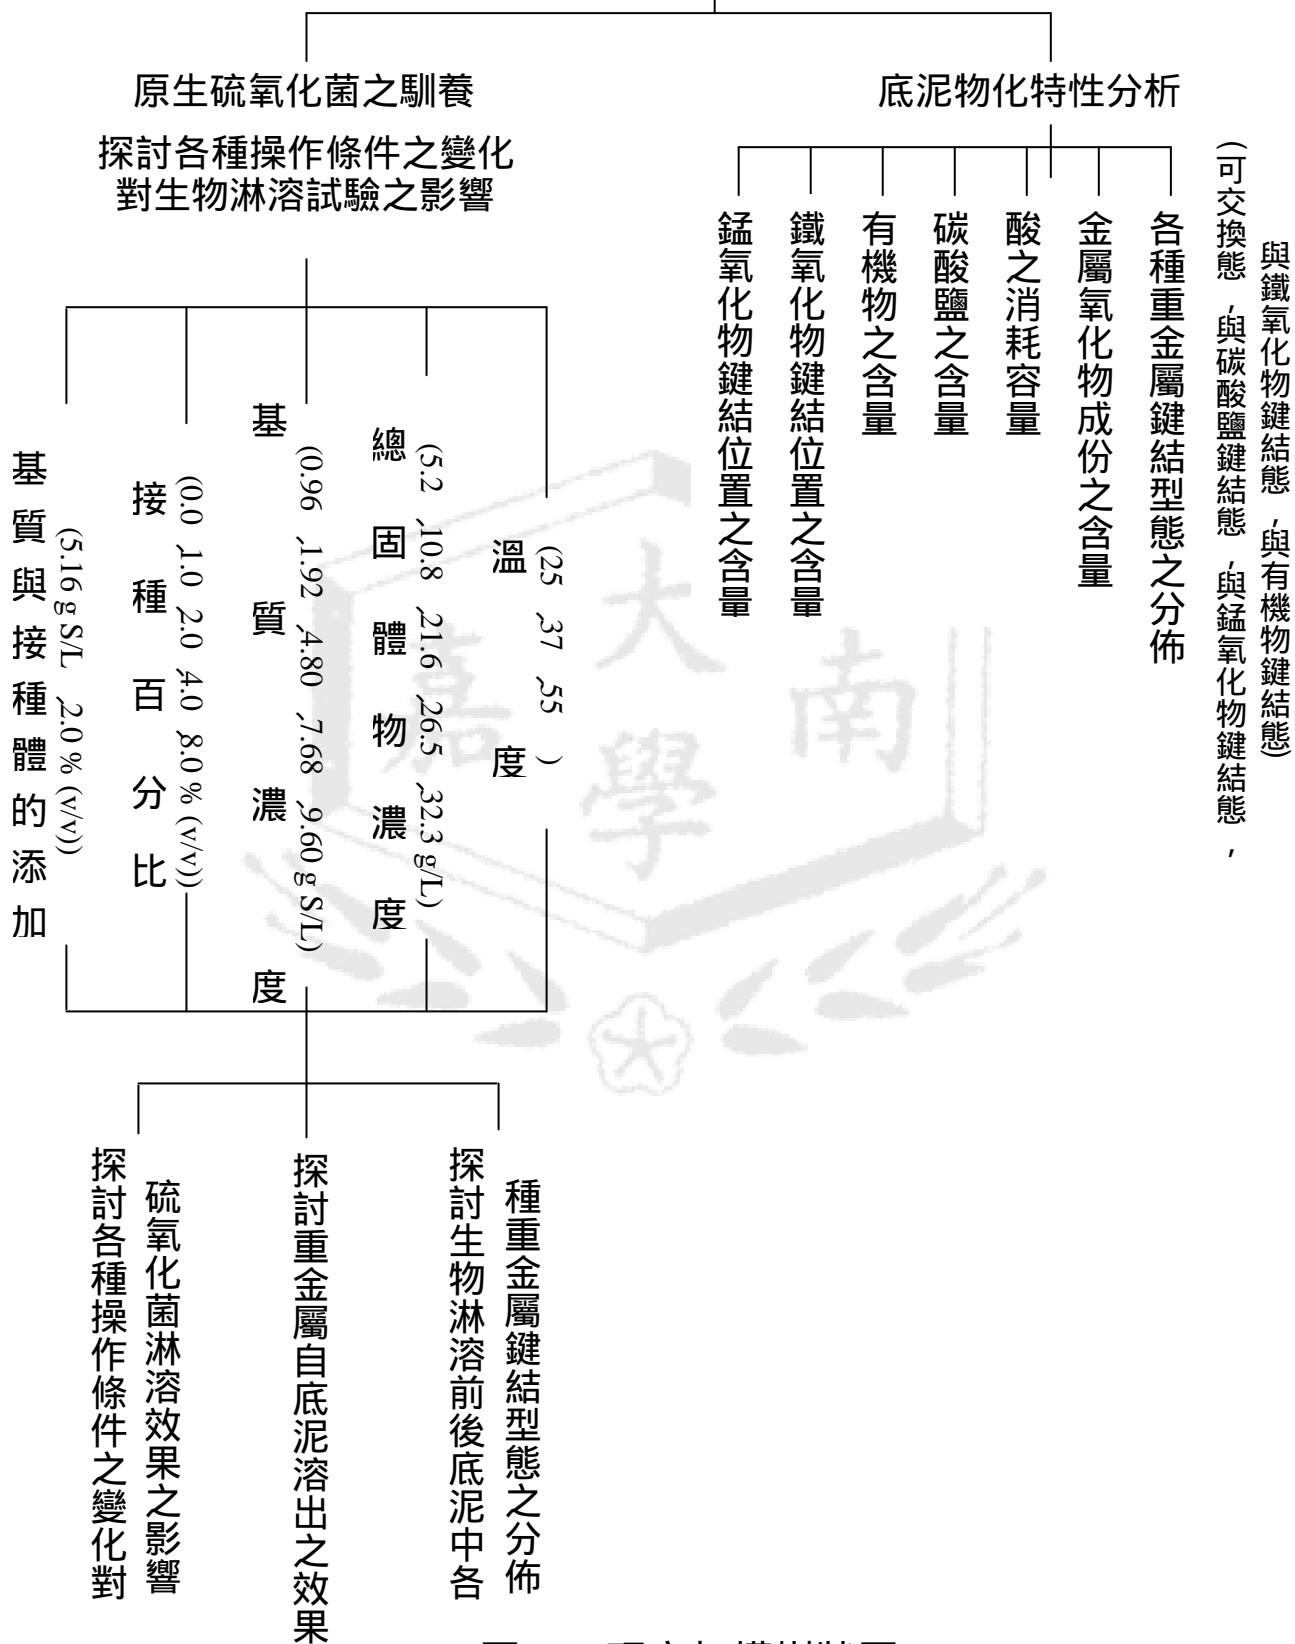 原生硫氧化菌之馴養
探討各種操作條件之變化
對生物淋溶試驗之影響
底泥物化特性分析
錳氧化物鍵結位置之含量
鐵氧化物鍵結位置之含量
有機物之含量
碳酸鹽之含量
酸之消耗容量
金屬氧化物成份之含量
各種重金屬鍵結型態之分佈
(可交換態,與碳酸鹽鍵結態,與錳氧化物鍵結態,
與鐵氧化物鍵結態,與有機物鍵結態)
基質與接種體的添加
(5.16 g S/L、2.0 % (v/v))
接種百分比
(0.0、1.0、2.0、4.0、8.0 % (v/v))
基質濃度
(0.96、1.92、4.80、7.68、9.60 g S/L)
總固體物濃度
(5.2、10.8、21.6、26.5、32.3 g/L)
溫度
(25、37、55 )
探討各種操作條件之變化對
硫氧化菌淋溶效果之影響
探討重金屬自底泥溶出之效果
探討生物淋溶前後底泥中各
種重金屬鍵結型態之分佈
大
學
嘉
南